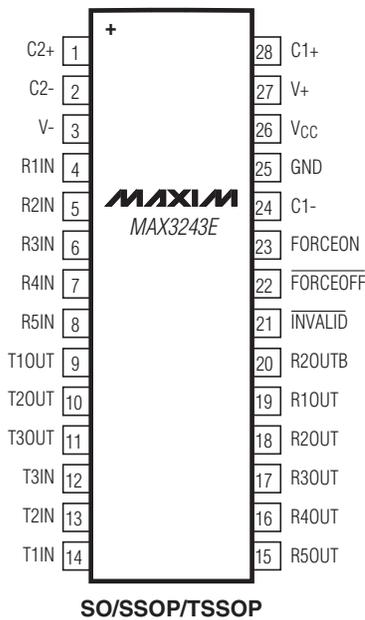 +
C2+ 1
C2- 2
V- 3
R1IN 4
R2IN 5
R3IN 6
R4IN 7
R5IN 8
T1OUT 9
T2OUT 10
T3OUT 11
T3IN 12
T2IN 13
T1IN 14
MAXIM
MAX3243E
28 C1+
27 V+
26 VCC
25 GND
24 C1-
23 FORCEON
22 FORCEOFF
21 INVALID
20 R2OUTB
19 R1OUT
18 R2OUT
17 R3OUT
16 R4OUT
15 R5OUT
SO/SSOP/TSSOP